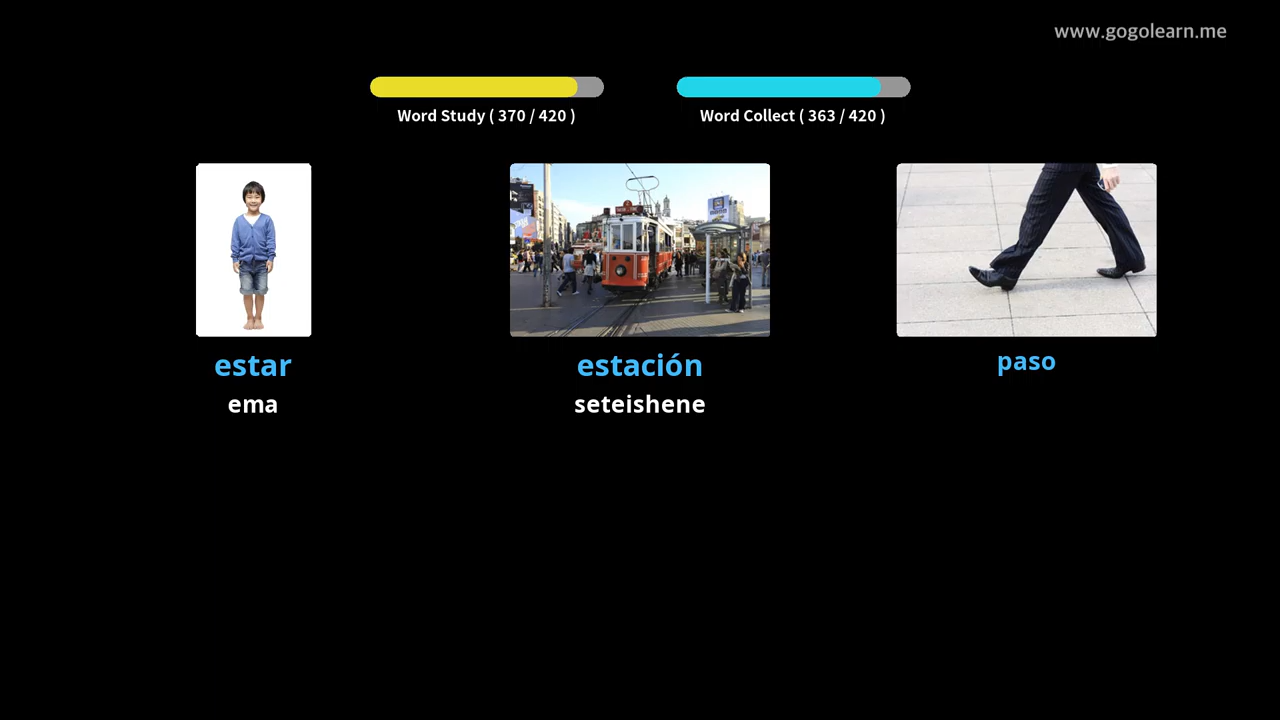 www.gogolearn.me
Word Study ( 370 / 420 )
Word Collect ( 363 / 420 )
estar
ema
estación
seteishene
paso